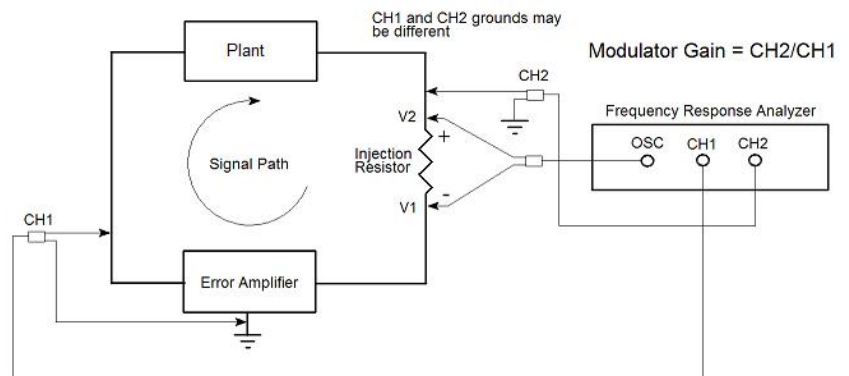 CH1 and CH2 grounds may
be different
Plant
Modulator Gain = CH2/CH1
CH2
Frequency Response Analyzer
V2
+
OSC
CH1
CH2
Signal Path
Injection
Resistor
-
V1
CH1
Error Amplifier